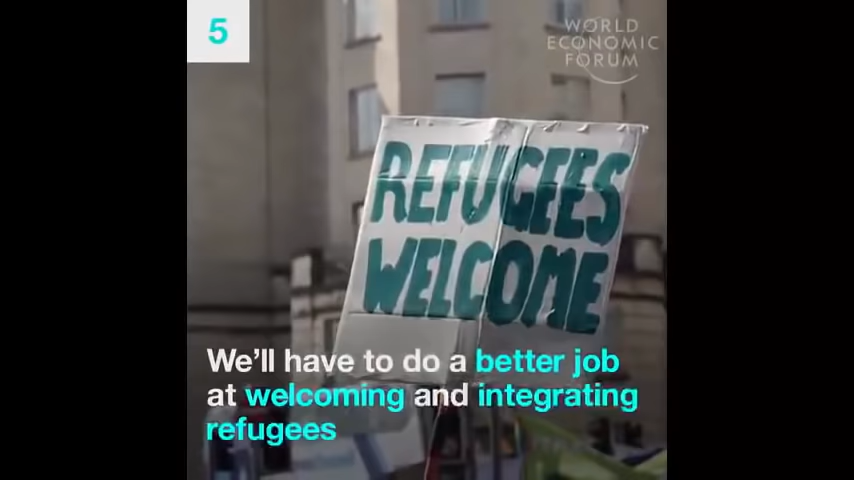 5
WORLD
ECONOMIC
FORUM
REFUGEES
WELCOME
We'll have to do a better job
at welcoming and integrating
refugees